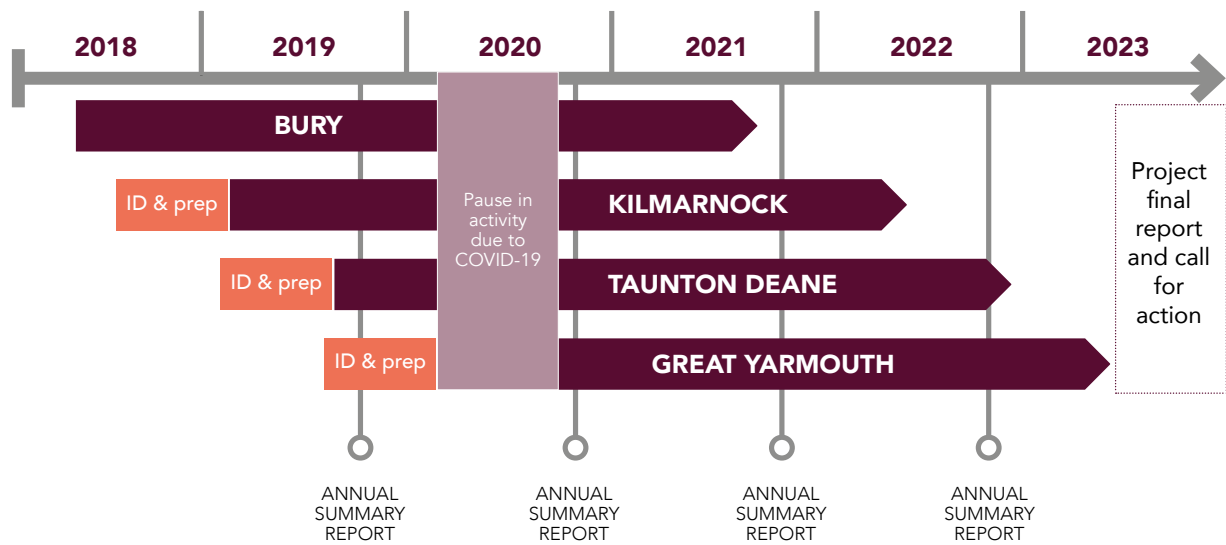 2018
2019
2020
2021
2022
2023
BURY
ID & prep
KILMARNOCK
ID & prep
TAUNTON DEANE
ID & prep
GREAT YARMOUTH
Pause in
activity
due to
COVID-19
Project
final
report
and call
for
action
ANNUAL
SUMMARY
REPORT
ANNUAL
SUMMARY
REPORT
ANNUAL
SUMMARY
REPORT
ANNUAL
SUMMARY
REPORT